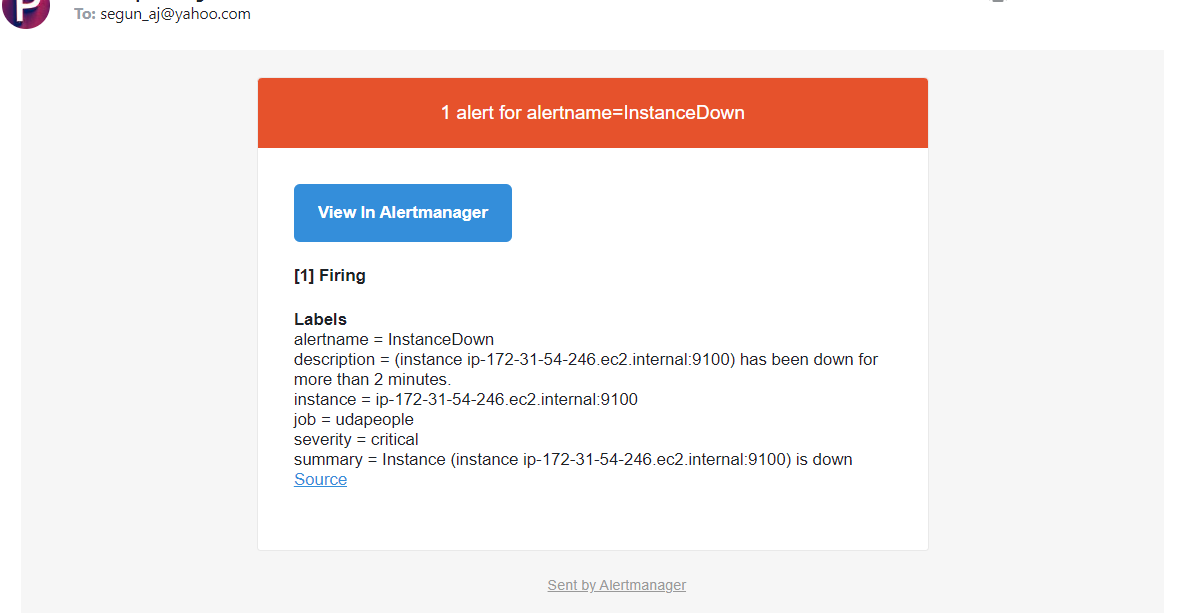 To: segun_aj@yahoo.com
1 alert for alertname=InstanceDown
View In Alertmanager
[1] Firing
Labels
alertname = InstanceDown
description = (instance ip-172-31-54-246.ec2.internal:9100) has been down for
more than 2 minutes.
instance = ip-172-31-54-246.ec2.internal:9100
job = udapeople
severity = critical
summary = Instance (instance ip-172-31-54-246.ec2.internal:9100) is down
Source
Sent by Alertmanager